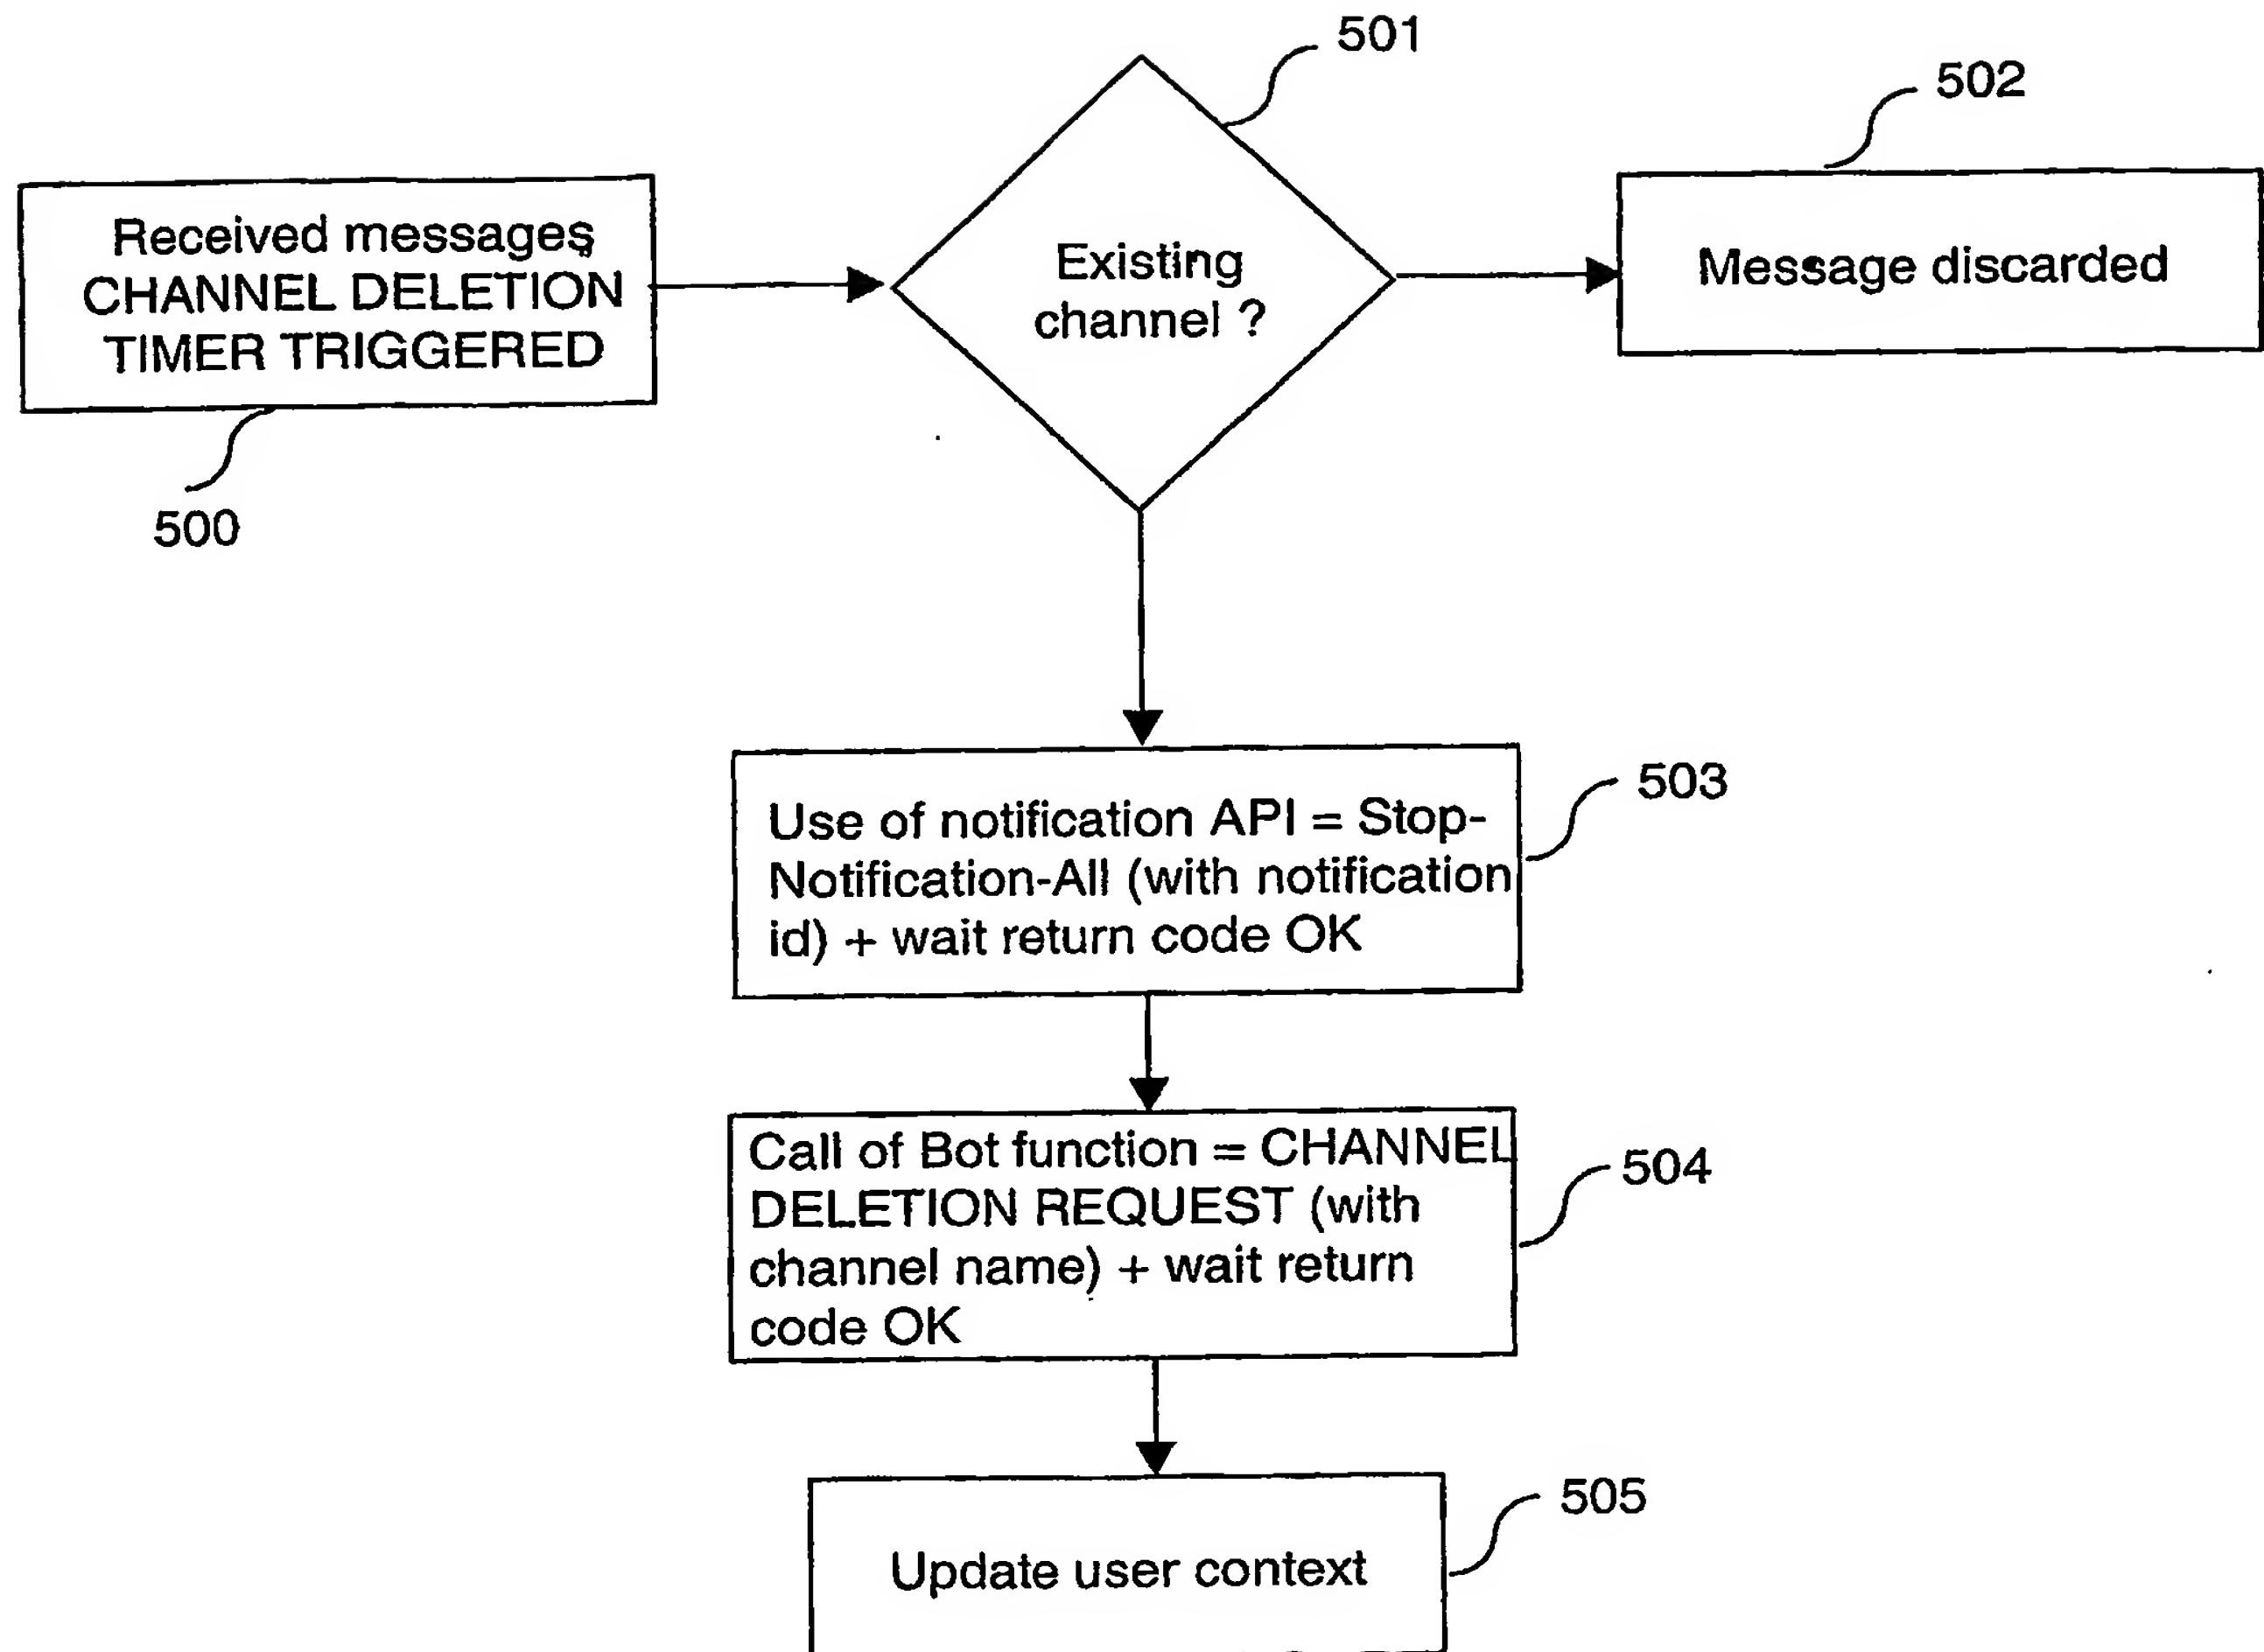 501
502
Received messages
CHANNEL DELETION
TIMER TRIGGERED
Existing
channel ?
Message discarded
500
503
Use of notification API = Stop-
Notification-All (with notification
id) + wait return code OK
504
Call of Bot function = CHANNEL
DELETION REQUEST (with
channel name) + wait return
code OK
505
Update user context